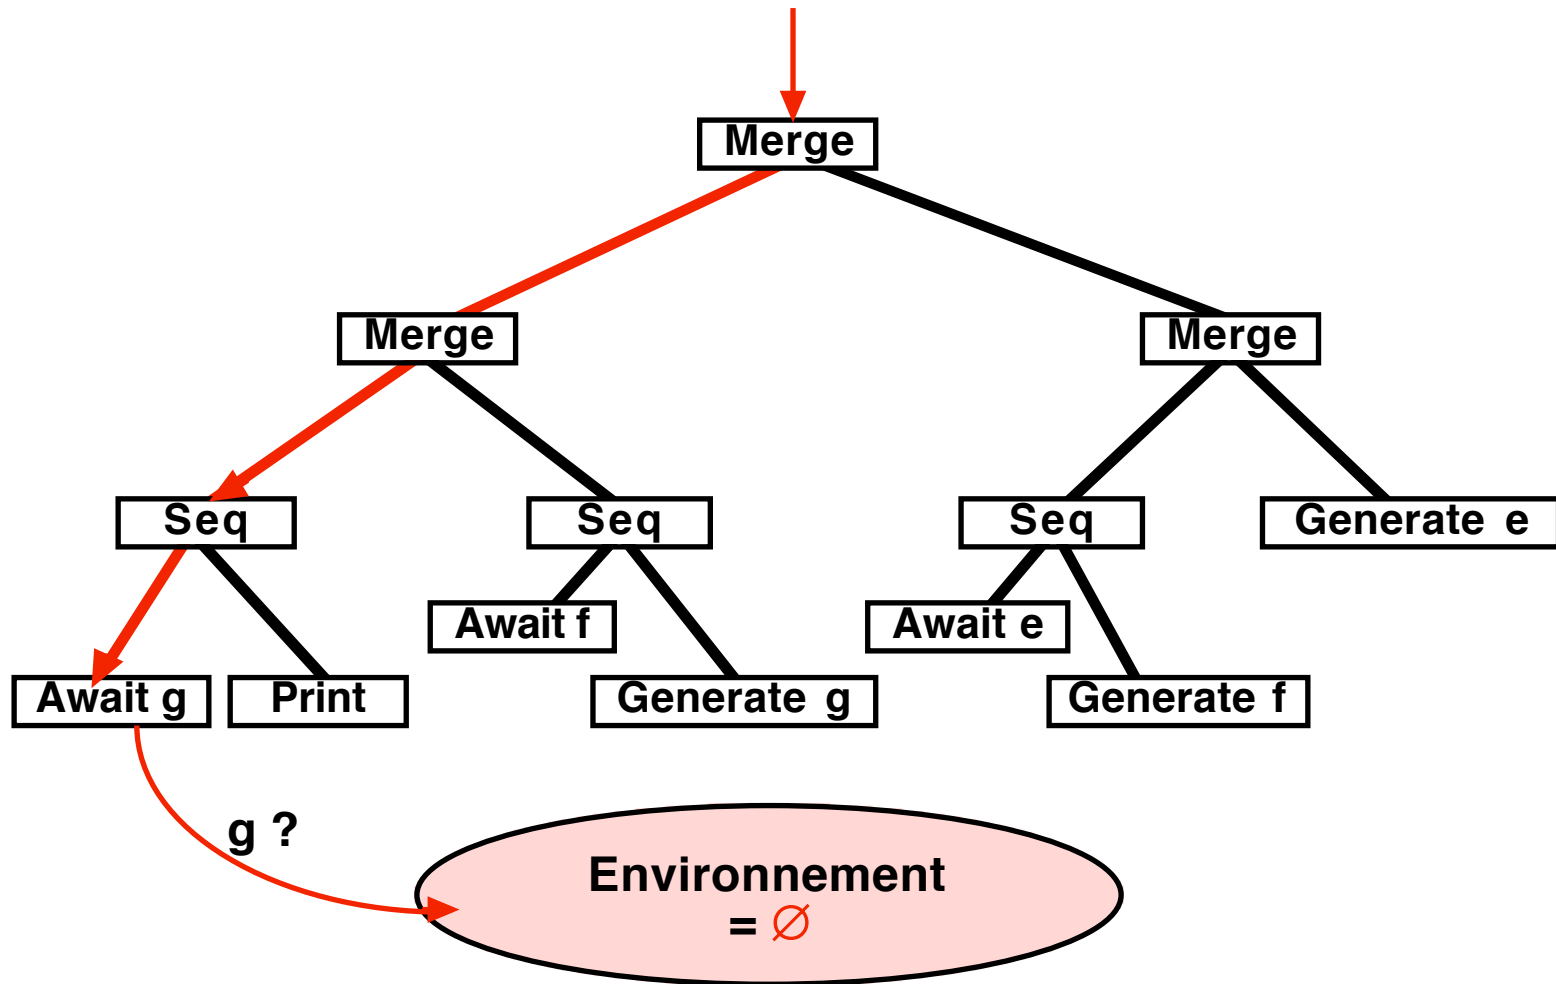 Merge
Merge
Merge
Seq
Seq
Seq
Generate e
Await f
Await e
Await g
Print
Generate g
Generate f
g ?
Environnement
= ∅